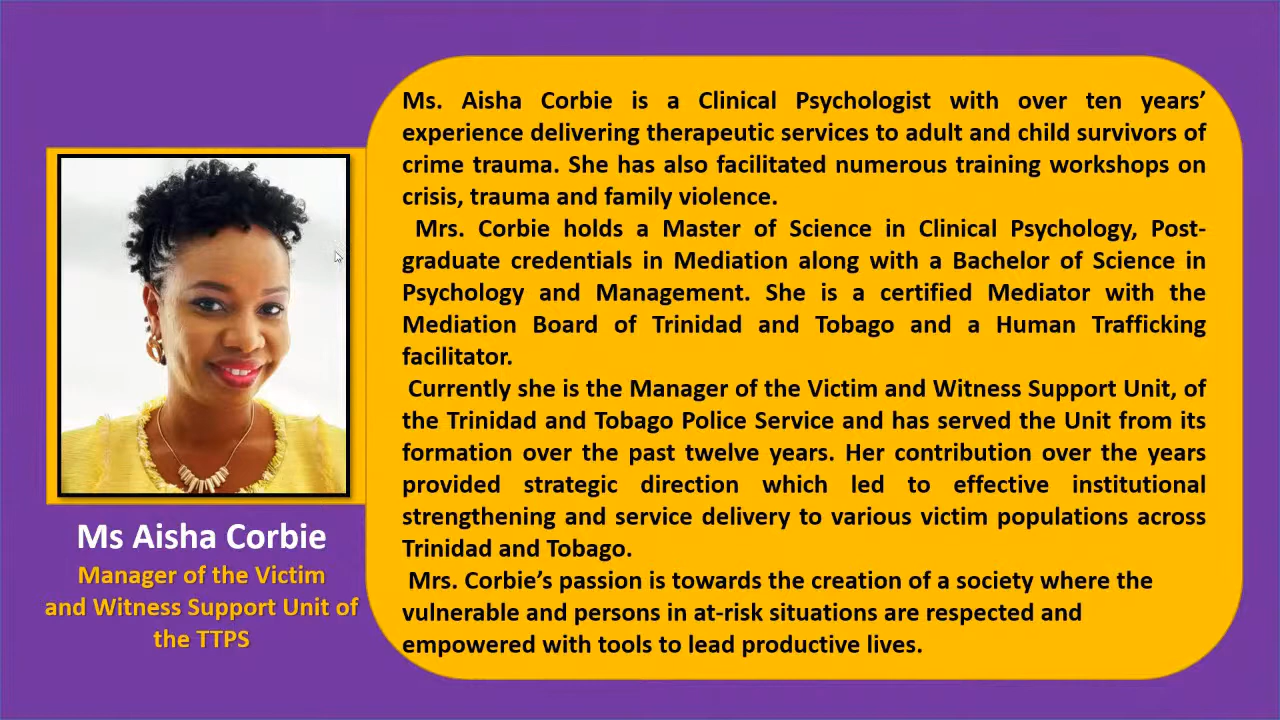 Ms. Aisha Corbie is a Clinical Psychologist with over ten years’
experience delivering therapeutic services to adult and child survivors of
crime trauma. She has also facilitated numerous training workshops on
crisis, trauma and family violence.
Mrs. Corbie holds a Master of Science in Clinical Psychology, Post-
graduate credentials in Mediation along with a Bachelor of Science in
Psychology and Management. She is a certified Mediator with the
Mediation Board of Trinidad and Tobago and a Human Trafficking
facilitator.
Currently she is the Manager of the Victim and Witness Support Unit, of
the Trinidad and Tobago Police Service and has served the Unit from its
formation over the past twelve years. Her contribution over the years
provided strategic direction which led to effective institutional
strengthening and service delivery to various victim populations across
Trinidad and Tobago.
Mrs. Corbie’s passion is towards the creation of a society where the
vulnerable and persons in at-risk situations are respected and
empowered with tools to lead productive lives.
Ms Aisha Corbie
Manager of the Victim
and Witness Support Unit of
the TTPS